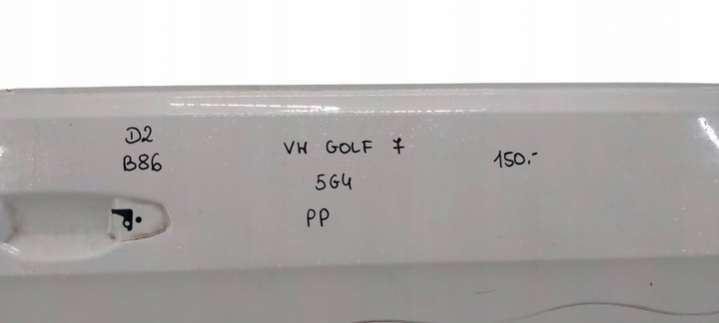 D2
B86
VW GOLF 7
5G4
PP
150.-